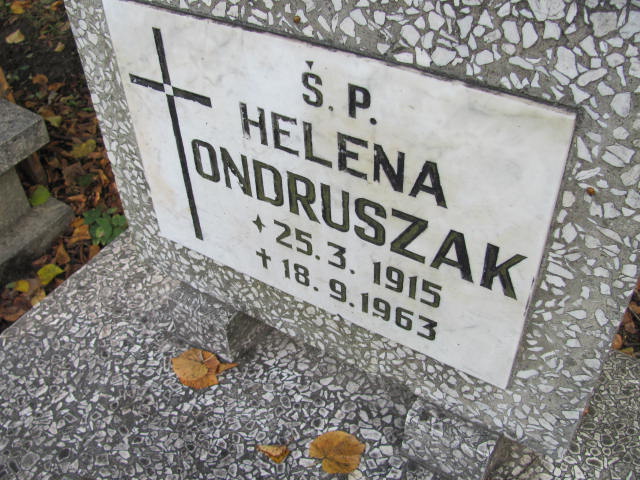 Ś. P.
HELENA
ONDRUSZAK
✦ 25.3. 1915
✝ 18.9.1963